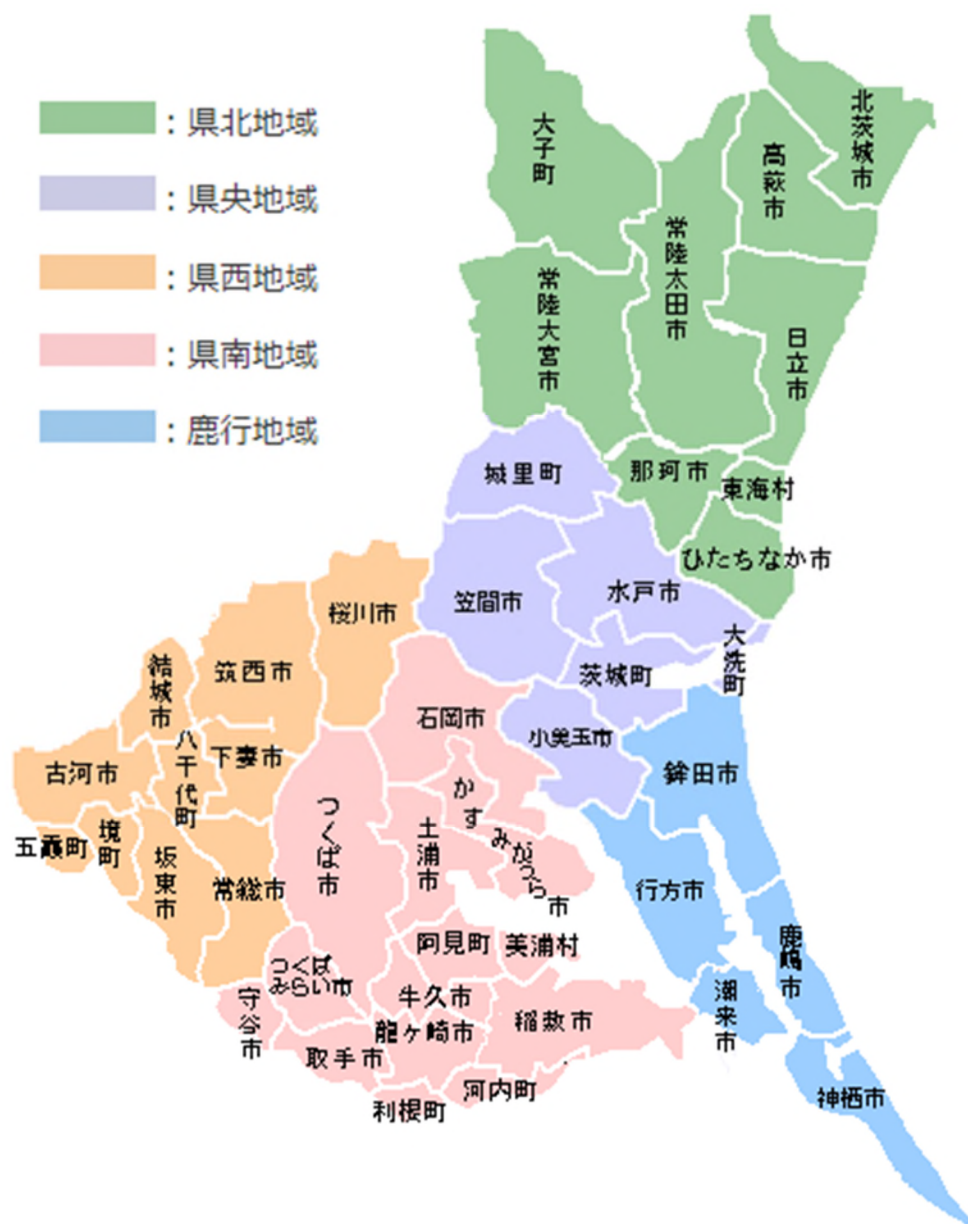 ：県北地域
：県央地域
：県西地域
：県南地域
：鹿行地域
北茨城市
大子町
高萩市
常陸太田市
常陸大宮市
日立市
城里町
那珂市
東海村
ひたちなか市
笠間市
水戸市
桜川市
大洗町
茨城町
筑西市
結城市
石岡市
小美玉市
八千代町
下妻市
古河市
鉾田市
かすみがうら市
つくば市
五霞町
境町
土浦市
坂東市
常総市
行方市
阿見町
美浦村
鹿嶋市
つくば
みらい市
牛久市
守谷市
潮来市
龍ケ崎市
稲敷市
取手市
河内町
利根町
神栖市